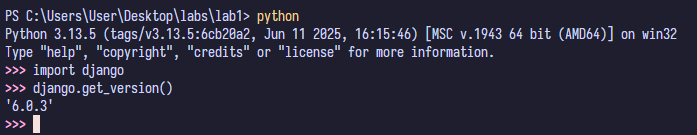 PS C:\Users\User\Desktop\labs\lab1> python
Python 3.13.5 (tags/v3.13.5:6cb20a2, Jun 11 2025, 16:15:46) [MSC v.1943 64 bit (AMD64)] on win32
Type "help", "copyright", "credits" or "license" for more information.
>>> import django
>>> django.get_version()
'6.0.3'
>>>